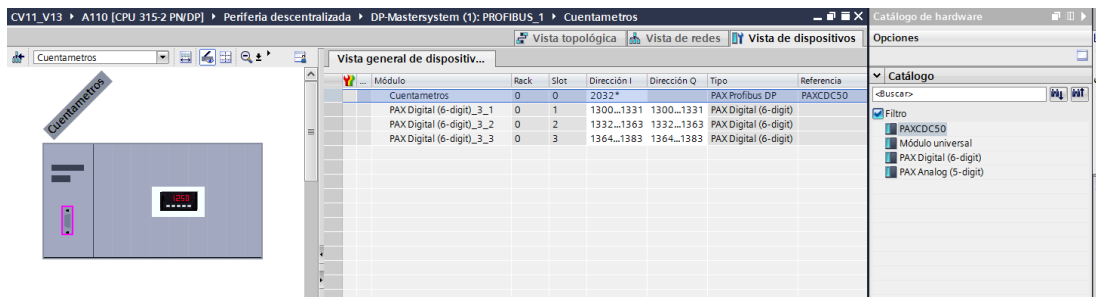 CV11_V13 ▸ A110 [CPU 315-2 PN/DP] ▸ Periferia descentralizada ▸ DP-Mastersystem (1): PROFIBUS_1 ▸ Cuentametros
Catálogo de hardware
Vista topológica Vista de redes Vista de dispositivos
Opciones
Cuentametros
Vista general de dispositiv...
Catálogo
... Módulo Rack Slot Dirección I Dirección Q Tipo Referencia
<Buscar>
Cuentametros 0 0 2032* PAX Profibus DP PAXCDC50
PAX Digital (6-digit)_3_1 0 1 1300...1331 1300...1331 PAX Digital (6-digit)
PAX Digital (6-digit)_3_2 0 2 1332...1363 1332...1363 PAX Digital (6-digit)
PAX Digital (6-digit)_3_3 0 3 1364...1383 1364...1383 PAX Digital (6-digit)
Filtro
PAXCDC50
Módulo universal
PAX Digital (6-digit)
PAX Analog (5-digit)
Cuentametros
1250